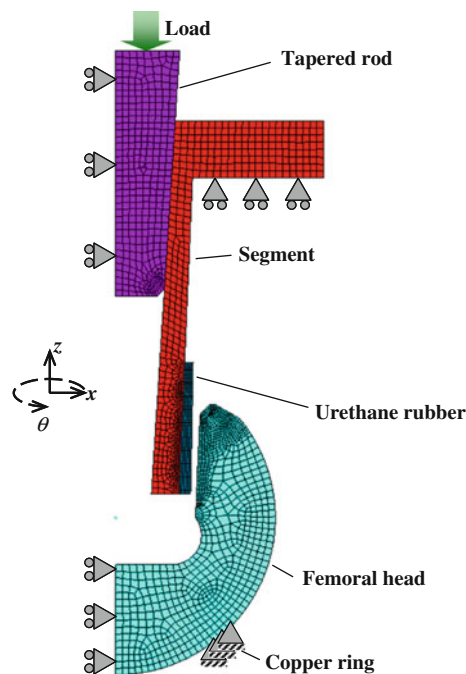 Load
Tapered rod
Segment
z
x
θ
Urethane rubber
Femoral head
Copper ring